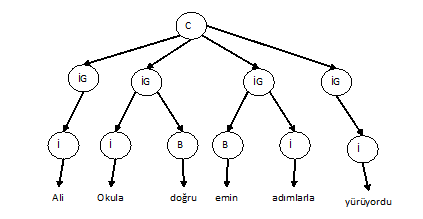 C
İG İG İG İG
İ İ B B İ İ
Ali Okula doğru emin adımlarla yürüyordu